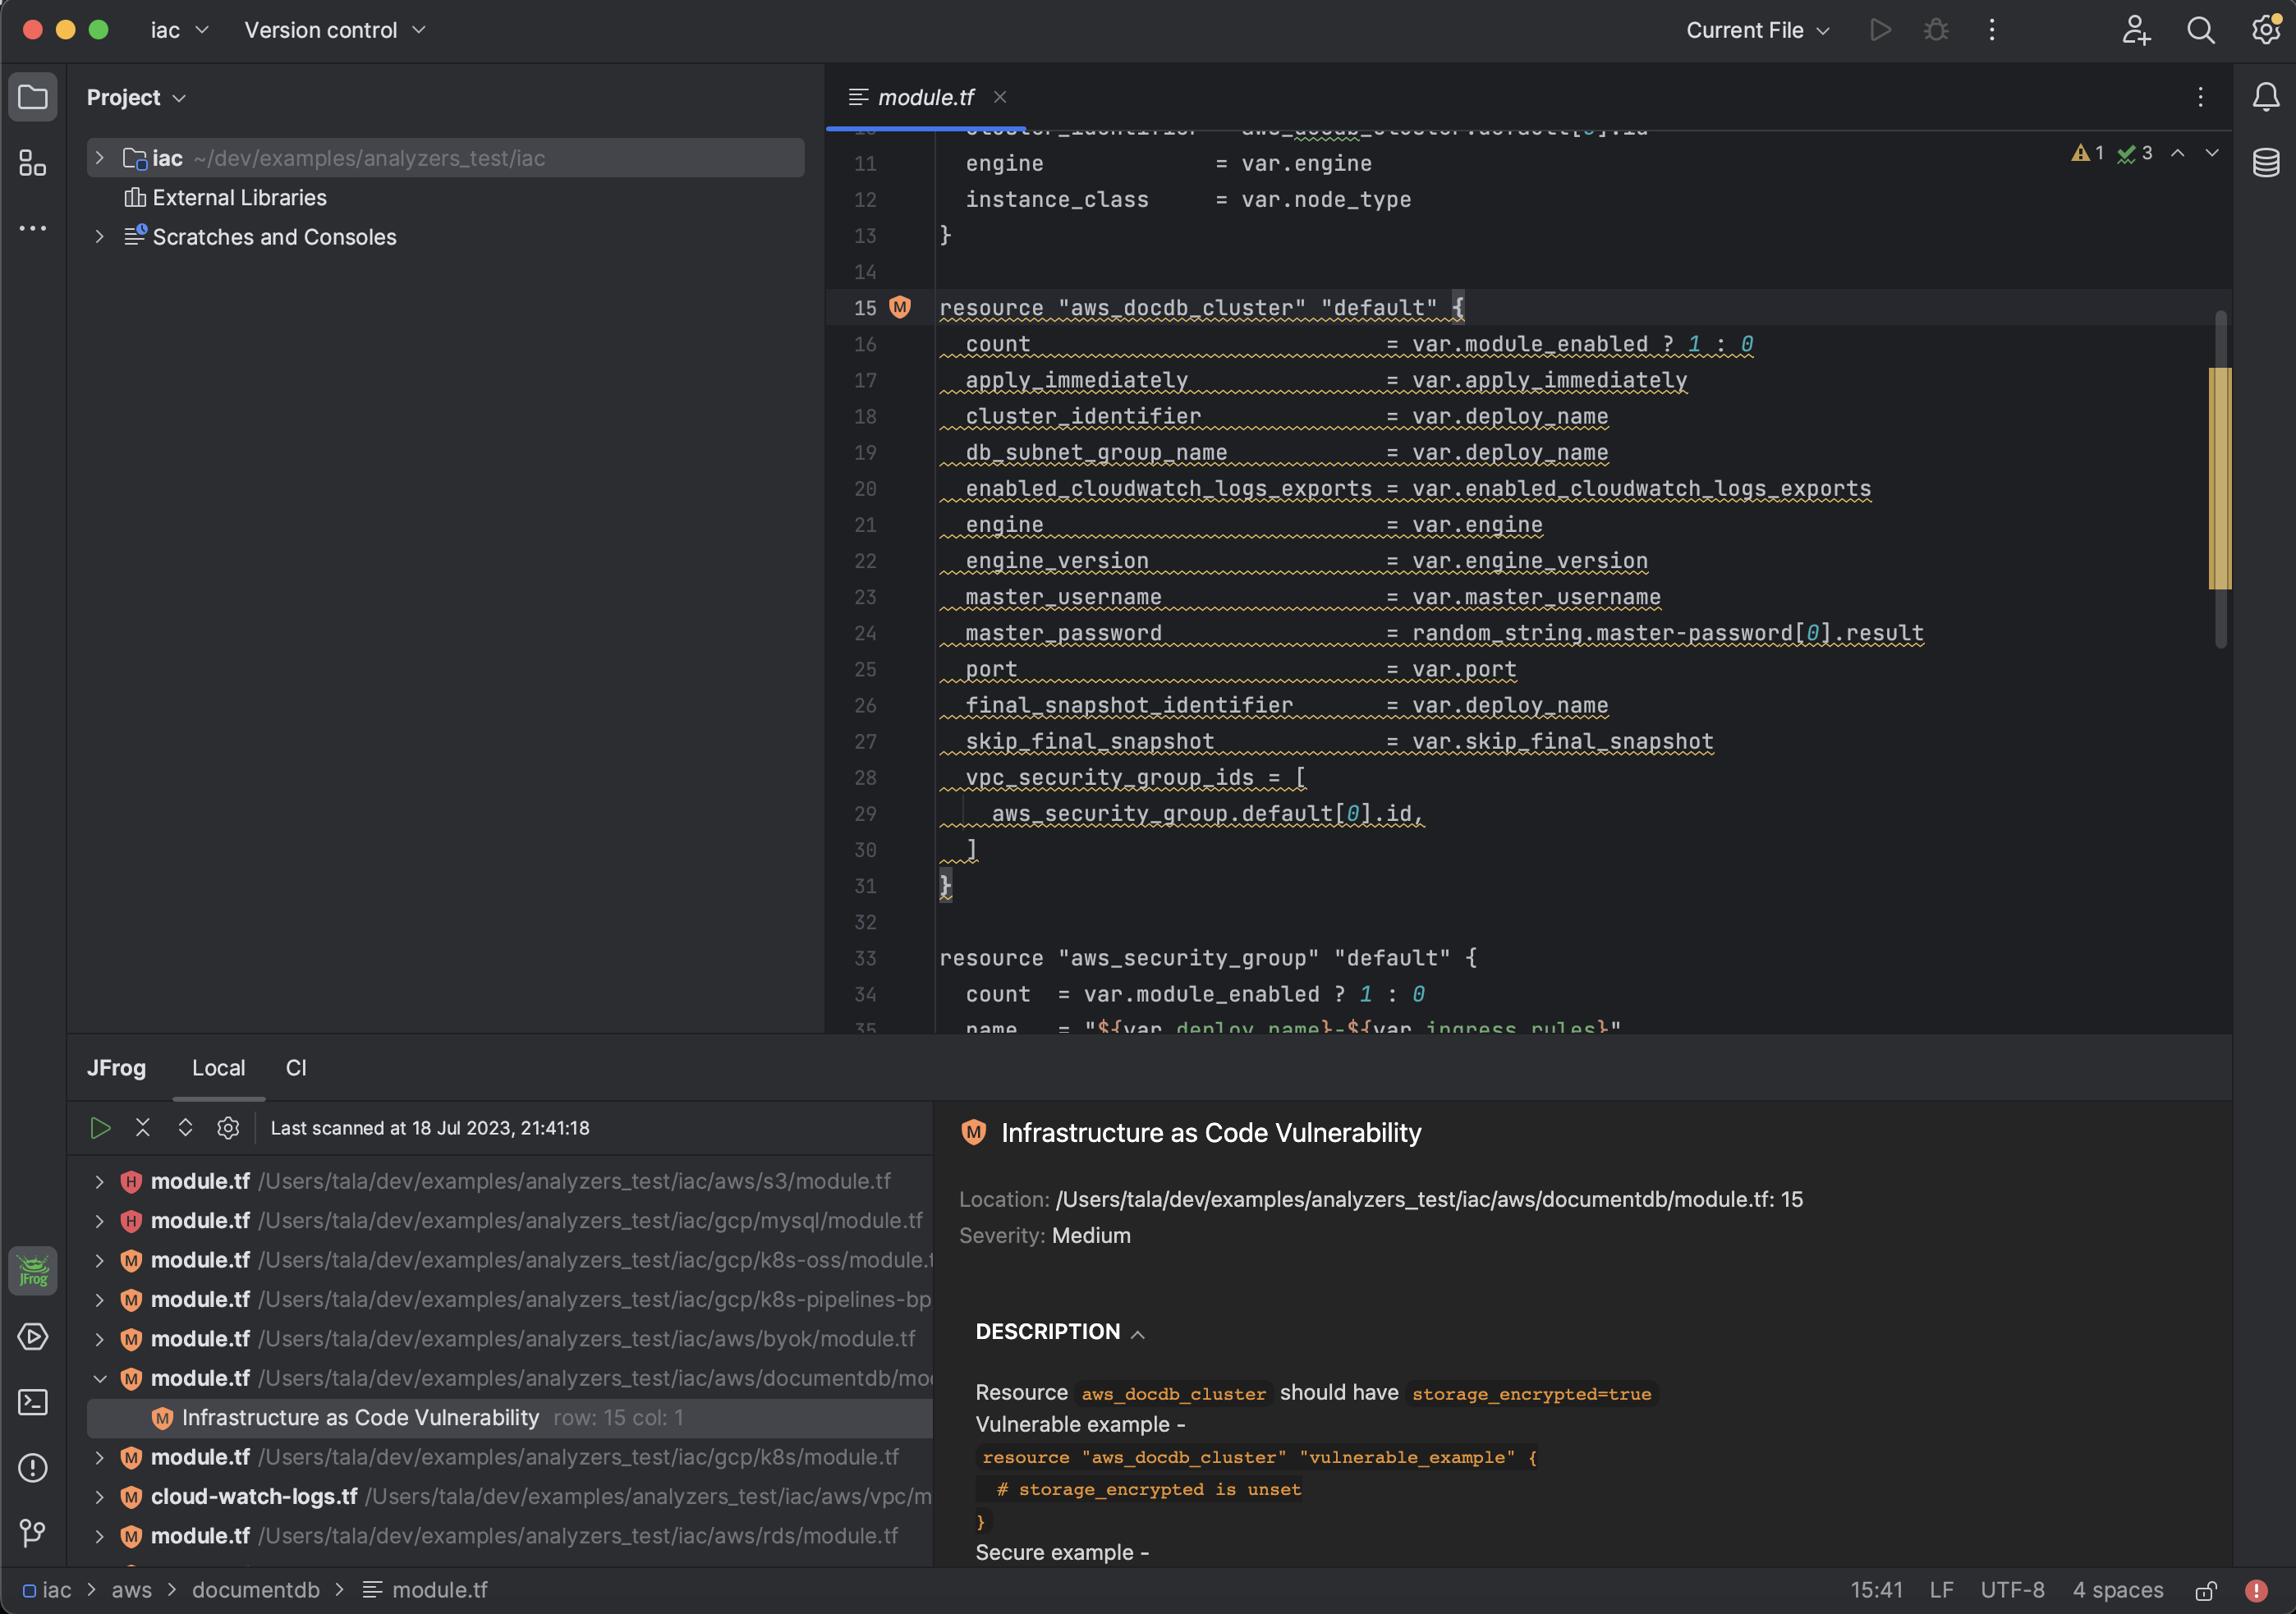 iac
Version control
Current File
Project
iac ~/dev/examples/analyzers_test/iac
External Libraries
Scratches and Consoles
module.tf
1 3
10 cluster_identifier = aws_docdb_cluster.default[0].id
11 engine = var.engine
12 instance_class = var.node_type
13 }
14
15 M resource "aws_docdb_cluster" "default" {
16 count = var.module_enabled ? 1 : 0
17 apply_immediately = var.apply_immediately
18 cluster_identifier = var.deploy_name
19 db_subnet_group_name = var.deploy_name
20 enabled_cloudwatch_logs_exports = var.enabled_cloudwatch_logs_exports
21 engine = var.engine
22 engine_version = var.engine_version
23 master_username = var.master_username
24 master_password = random_string.master-password[0].result
25 port = var.port
26 final_snapshot_identifier = var.deploy_name
27 skip_final_snapshot = var.skip_final_snapshot
28 vpc_security_group_ids = [
29 aws_security_group.default[0].id,
30 ]
31 }
32
33 resource "aws_security_group" "default" {
34 count = var.module_enabled ? 1 : 0
35 name = "${var.deploy_name}-${var.ingress_rules}"
JFrog Local CI
Last scanned at 18 Jul 2023, 21:41:18
H module.tf /Users/tala/dev/examples/analyzers_test/iac/aws/s3/module.tf
H module.tf /Users/tala/dev/examples/analyzers_test/iac/gcp/mysql/module.tf
M module.tf /Users/tala/dev/examples/analyzers_test/iac/gcp/k8s-oss/module.t
M module.tf /Users/tala/dev/examples/analyzers_test/iac/gcp/k8s-pipelines-bp
M module.tf /Users/tala/dev/examples/analyzers_test/iac/aws/byok/module.tf
M module.tf /Users/tala/dev/examples/analyzers_test/iac/aws/documentdb/mo
M Infrastructure as Code Vulnerability row: 15 col: 1
M module.tf /Users/tala/dev/examples/analyzers_test/iac/gcp/k8s/module.tf
M cloud-watch-logs.tf /Users/tala/dev/examples/analyzers_test/iac/aws/vpc/m
M module.tf /Users/tala/dev/examples/analyzers_test/iac/aws/rds/module.tf
JFrog
M Infrastructure as Code Vulnerability
Location: /Users/tala/dev/examples/analyzers_test/iac/aws/documentdb/module.tf: 15
Severity: Medium
DESCRIPTION
Resource aws_docdb_cluster should have storage_encrypted=true
Vulnerable example -
resource "aws_docdb_cluster" "vulnerable_example" {
# storage_encrypted is unset
}
Secure example -
iac > aws > documentdb > module.tf
15:41 LF UTF-8 4 spaces